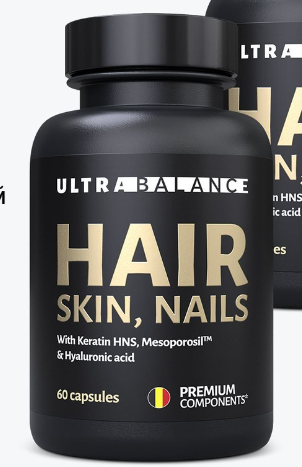 ULTRABALANCE
HAIR
SKIN, NAILS
With Keratin HNS, Mesoporosil™
& Hyaluronic acid
60 capsules
PREMIUM
COMPONENTS*